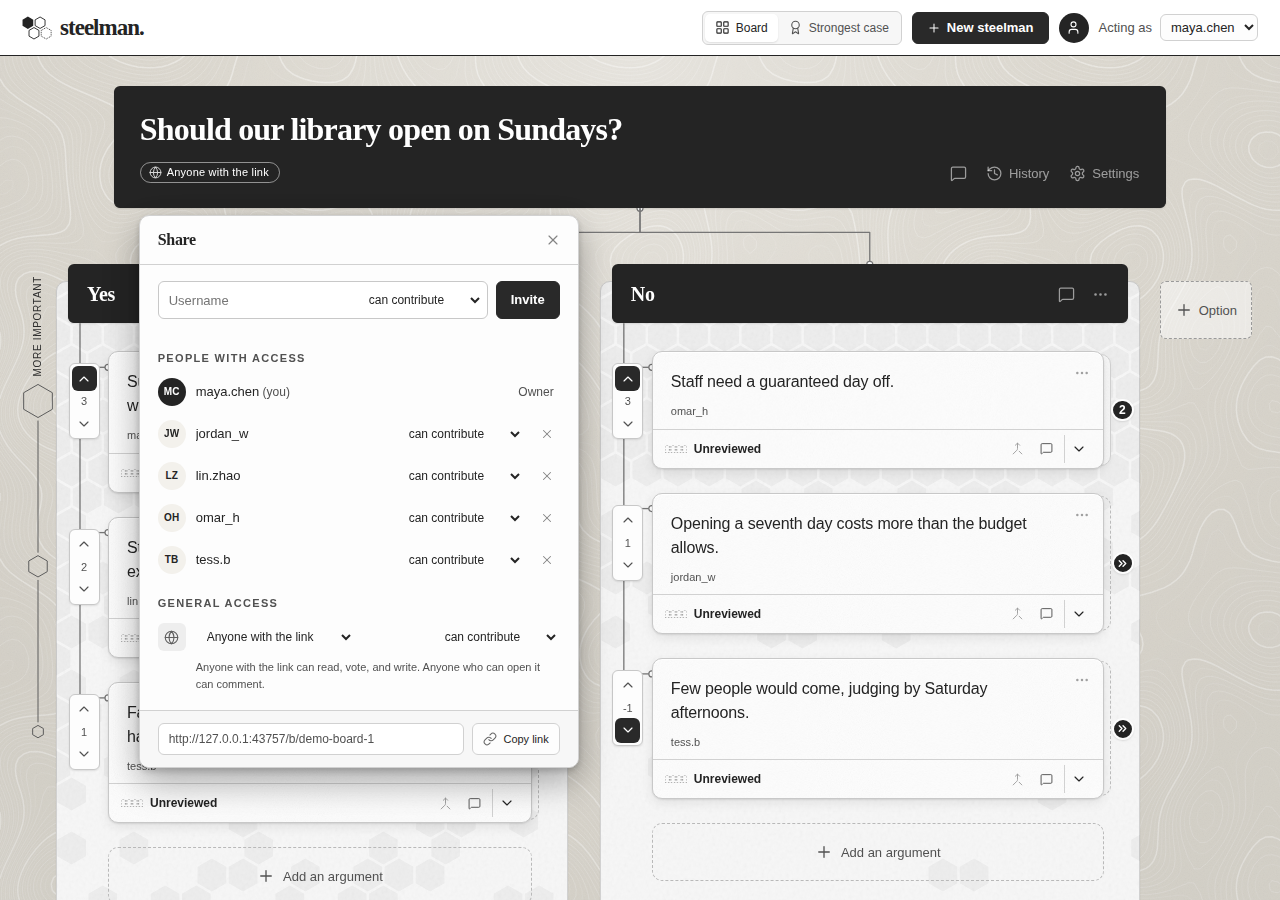 steelman.
Board
Strongest case
New steelman
Acting as
maya.chen
Should our library open on Sundays?
Anyone with the link
History
Settings
Share
Username
can contribute
Invite
PEOPLE WITH ACCESS
MC
maya.chen (you)
Owner
JW
jordan_w
can contribute
LZ
lin.zhao
can contribute
OH
omar_h
can contribute
TB
tess.b
can contribute
GENERAL ACCESS
Anyone with the link
can contribute
Anyone with the link can read, vote, and write. Anyone who can open it
can comment.
http://127.0.0.1:43757/b/demo-board-1
Copy link
MORE IMPORTANT
Yes
3
2
lin
1
tess.b
Unreviewed
Add an argument
No
3
Staff need a guaranteed day off.
omar_h
Unreviewed
2
1
Opening a seventh day costs more than the budget
allows.
jordan_w
Unreviewed
-1
Few people would come, judging by Saturday
afternoons.
tess.b
Unreviewed
Add an argument
Option